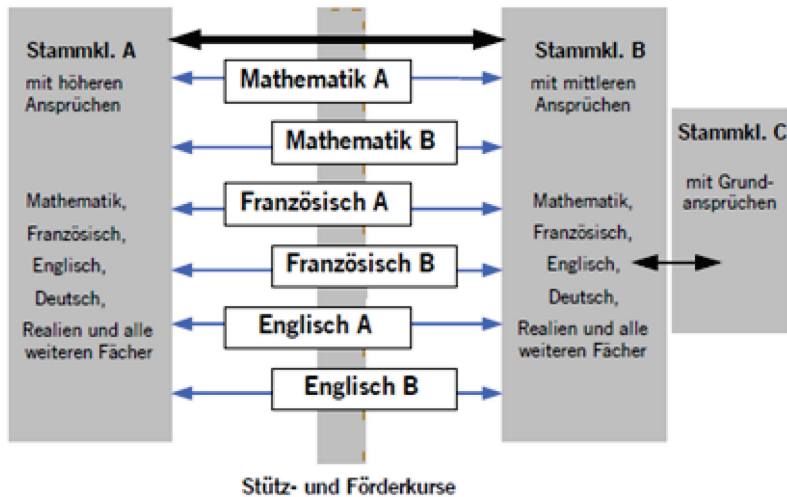 Stammkl. A
mit höheren
Ansprüchen
Mathematik,
Französisch,
Englisch,
Deutsch,
Realien und alle
weiteren Fächer
Mathematik A
Mathematik B
Französisch A
Französisch B
Englisch A
Englisch B
Stütz- und Förderkurse
Stammkl. B
mit mittleren
Ansprüchen
Mathematik,
Französisch,
Englisch,
Deutsch,
Realien und alle
weiteren Fächer
Stammkl. C
mit Grund-
ansprüchen